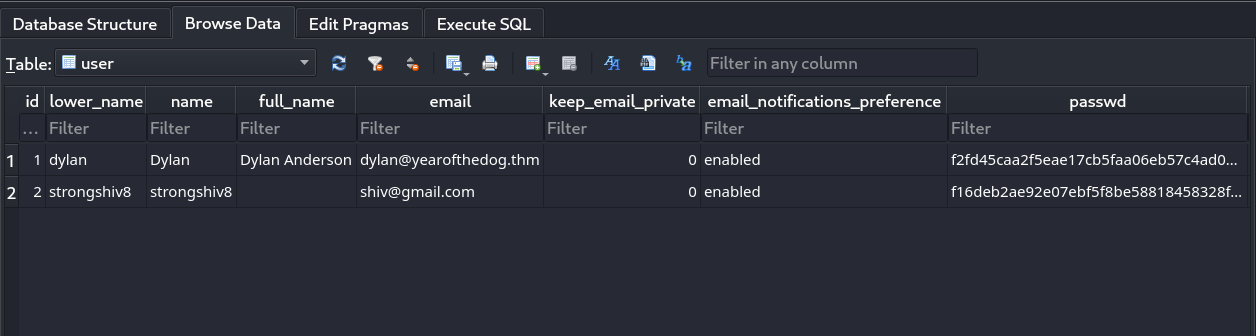 Database Structure Browse Data Edit Pragmas Execute SQL
Table: user Filter in any column
id lower_name name full_name email keep_email_private email_notifications_preference passwd
... Filter Filter Filter Filter Filter Filter Filter
1 1 dylan Dylan Dylan Anderson dylan@yearofthedog.thm 0 enabled f2fd45caa2f5eae17cb5faa06eb57c4ad0...
2 2 strongshiv8 strongshiv8 shiv@gmail.com 0 enabled f16deb2ae92e07ebf5f8be58818458328f...